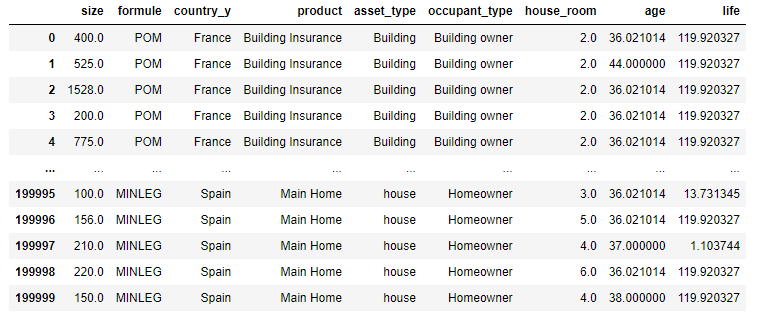 size formule country_y product asset_type occupant_type house_room age life
0 400.0 POM France Building Insurance Building Building owner 2.0 36.021014 119.920327
1 525.0 POM France Building Insurance Building Building owner 2.0 44.000000 119.920327
2 1528.0 POM France Building Insurance Building Building owner 2.0 36.021014 119.920327
3 200.0 POM France Building Insurance Building Building owner 2.0 36.021014 119.920327
4 775.0 POM France Building Insurance Building Building owner 2.0 36.021014 119.920327
... ... ... ... ... ... ... ... ... ...
199995 100.0 MINLEG Spain Main Home house Homeowner 3.0 36.021014 13.731345
199996 156.0 MINLEG Spain Main Home house Homeowner 5.0 36.021014 119.920327
199997 210.0 MINLEG Spain Main Home house Homeowner 4.0 37.000000 1.103744
199998 220.0 MINLEG Spain Main Home house Homeowner 6.0 36.021014 119.920327
199999 150.0 MINLEG Spain Main Home house Homeowner 4.0 38.000000 119.920327